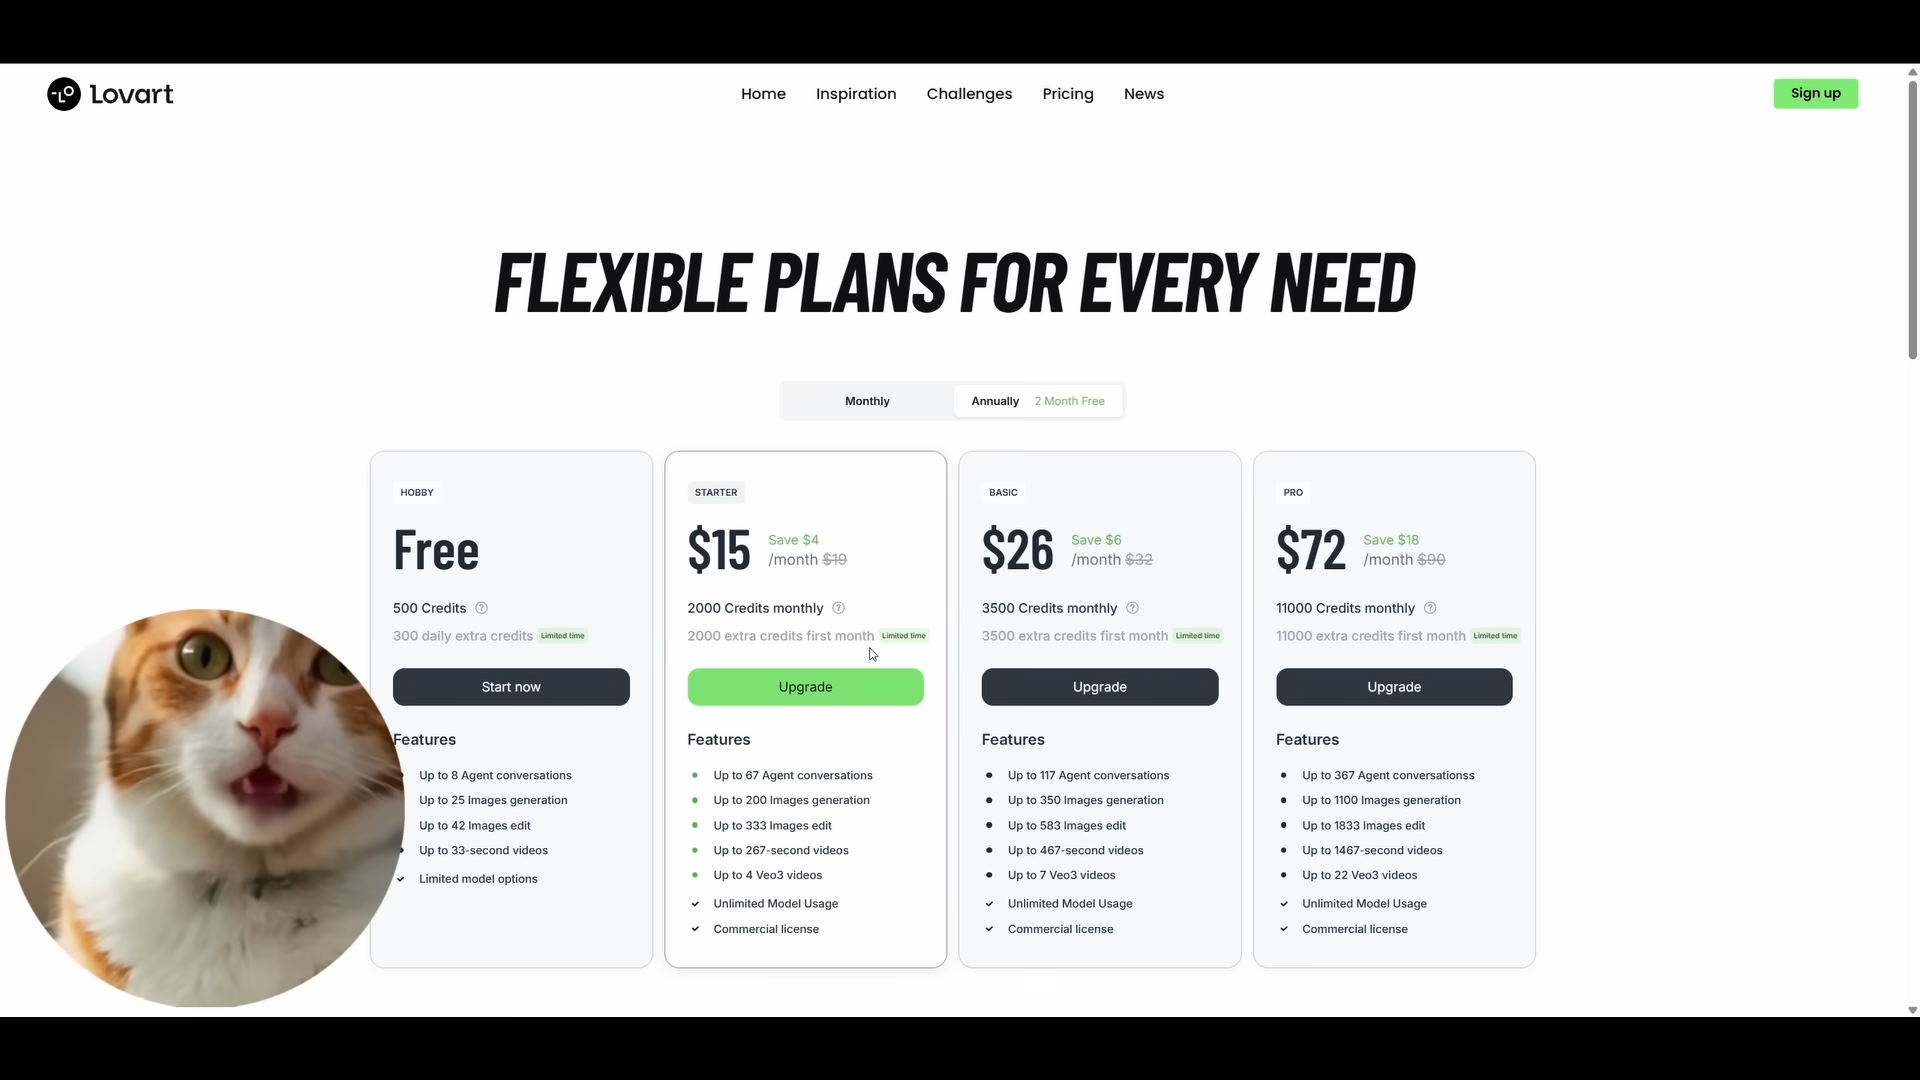 Lovart
Home Inspiration Challenges Pricing News
Sign up
FLEXIBLE PLANS FOR EVERY NEED
Monthly Annually 2 Month Free
HOBBY
Free
500 Credits
300 daily extra credits Limited time
Start now
Features
Up to 8 Agent conversations
Up to 25 Images generation
Up to 42 Images edit
Up to 33-second videos
Limited model options
STARTER
$15 Save $4
/month $19
2000 Credits monthly
2000 extra credits first month Limited time
Upgrade
Features
Up to 67 Agent conversations
Up to 200 Images generation
Up to 333 Images edit
Up to 267-second videos
Up to 4 Veo3 videos
Unlimited Model Usage
Commercial license
BASIC
$26 Save $6
/month $32
3500 Credits monthly
3500 extra credits first month Limited time
Upgrade
Features
Up to 117 Agent conversations
Up to 350 Images generation
Up to 583 Images edit
Up to 467-second videos
Up to 7 Veo3 videos
Unlimited Model Usage
Commercial license
PRO
$72 Save $18
/month $90
11000 Credits monthly
11000 extra credits first month Limited time
Upgrade
Features
Up to 367 Agent conversationss
Up to 1100 Images generation
Up to 1833 Images edit
Up to 1467-second videos
Up to 22 Veo3 videos
Unlimited Model Usage
Commercial license